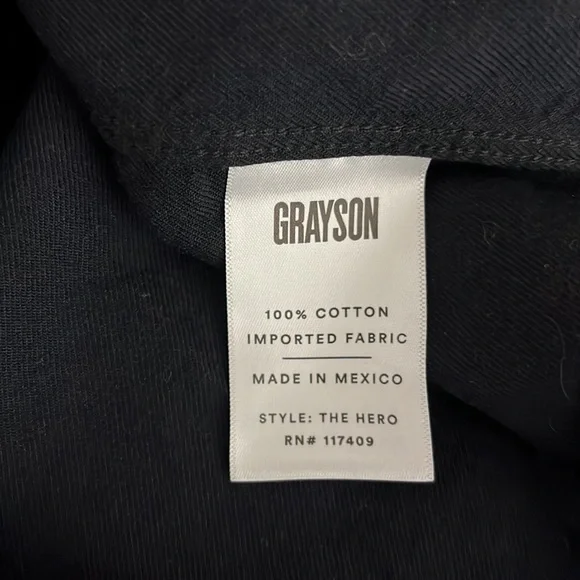 GRAYSON
100% COTTON
IMPORTED FABRIC
MADE IN MEXICO
STYLE: THE HERO
RN# 117409